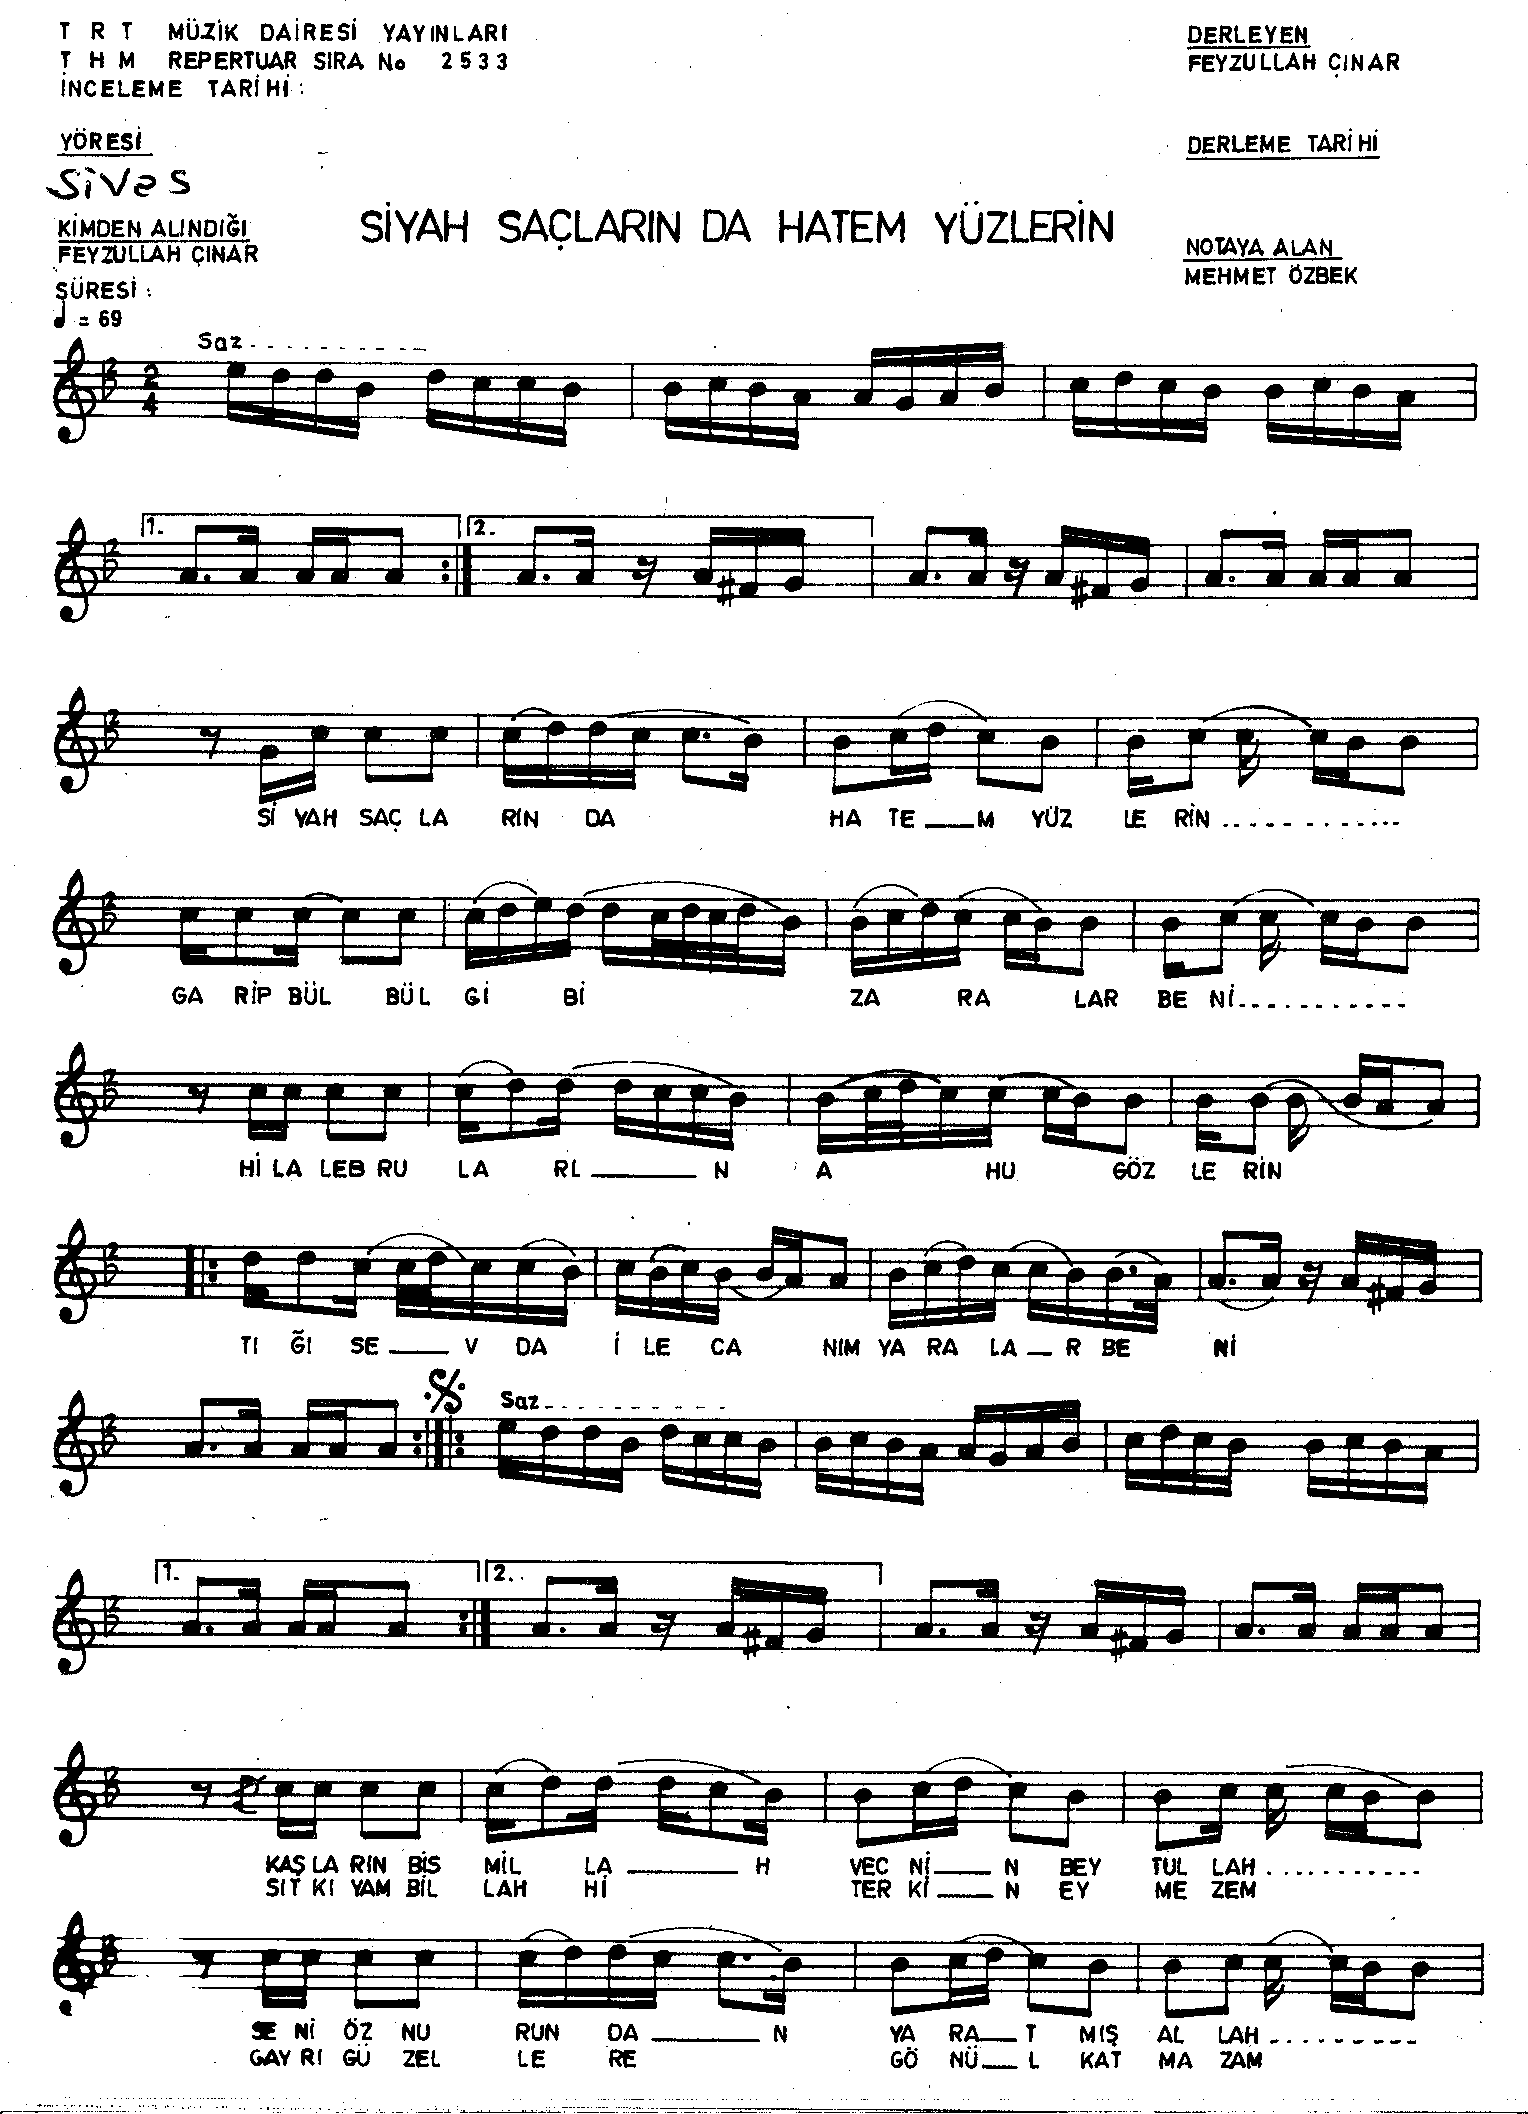 T R T MÜZİK DAİRESİ YAYINLARI
T H M REPERTUAR SIRA No 2533
İNCELEME TARİHİ :
DERLEYEN
FEYZULLAH ÇINAR
YÖRESİ
SİVaS
DERLEME TARİHİ
KİMDEN ALINDIĞI
FEYZULLAH ÇINAR
SİYAH SAÇLARIN DA HATEM YÜZLERİN
NOTAYA ALAN
MEHMET ÖZBEK
SÜRESİ :
= 69
Saz
2
4
1. 2.
Sİ YAH SAÇ LA RIN DA HA TE M YÜZ LE RİN
GA RİP BÜL BÜL Gİ Bİ ZA RA LAR BE Nİ
Hİ LA LEB RU LA RI N A HU GÖZ LE RİN
TI Ğİ SE V DA İ LE CA NIM YA RA LA R BE Nİ
Saz
1. 2.
KAŞ LA RIN BİS MİL LA H VEC Nİ N BEY TUL LAH
SIT KI YAM BİL LAH Hİ TER Kİ N EY ME ZEM
SE Nİ ÖZ NU RUN DA N YA RA T MIŞ AL LAH
GAY RI GÜ ZEL LE RE GÖ NÜ L KAT MA ZAM